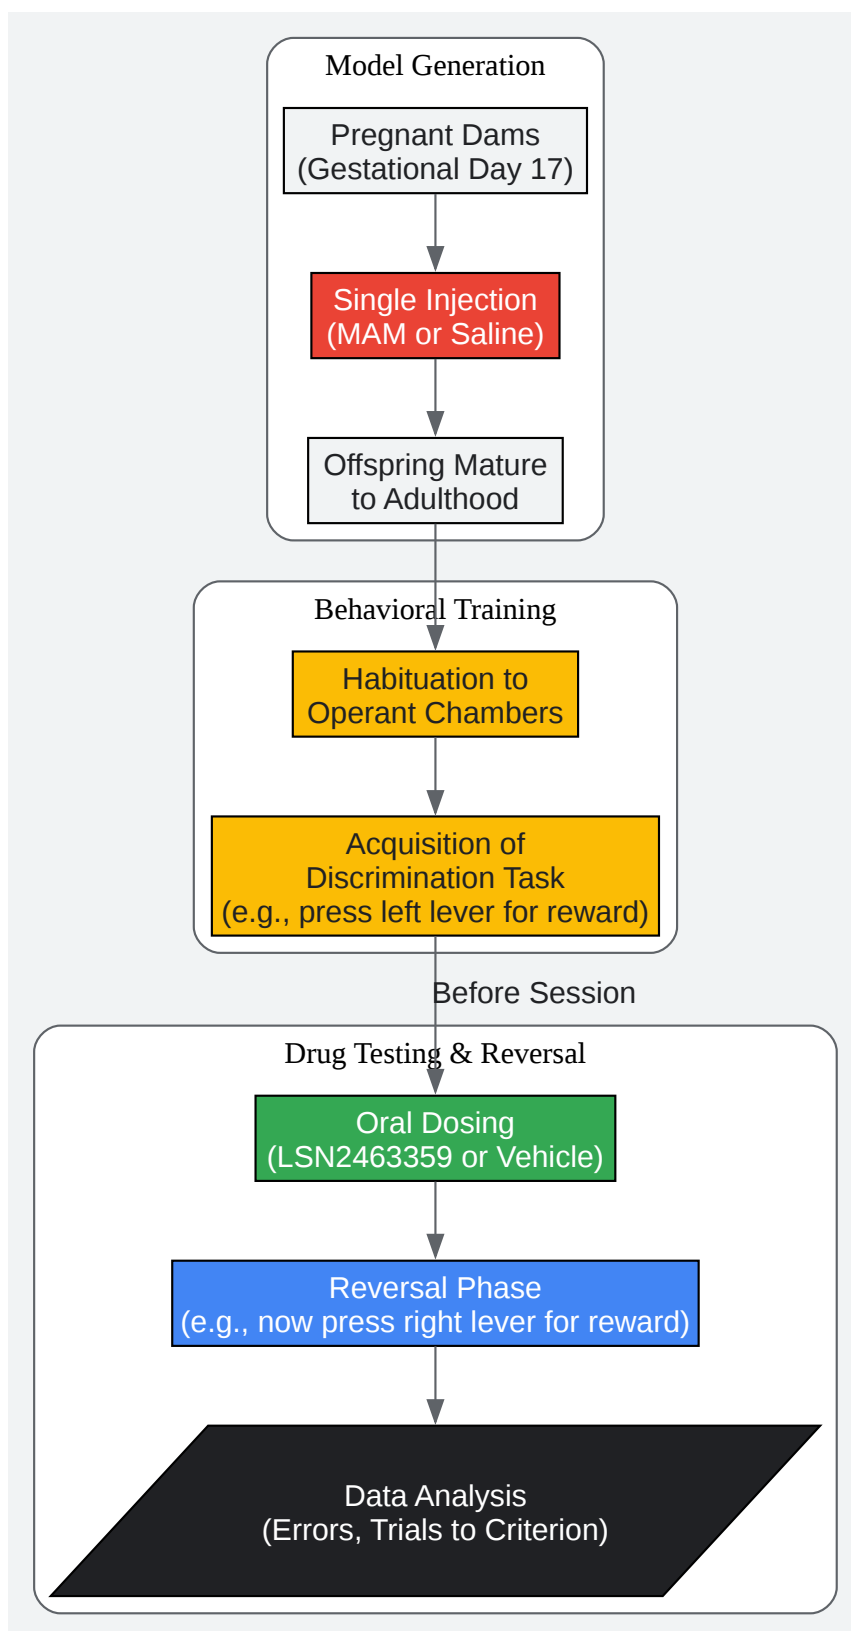 Model Generation
Pregnant Dams
(Gestational Day 17)
Single Injection
(MAM or Saline)
Offspring Mature
to Adulthood
Behavioral Training
Habituation to
Operant Chambers
Acquisition of
Discrimination Task
(e.g., press left lever for reward)
Before Session
Drug Testing & Reversal
Oral Dosing
(LSN2463359 or Vehicle)
Reversal Phase
(e.g., now press right lever for reward)
Data Analysis
(Errors, Trials to Criterion)